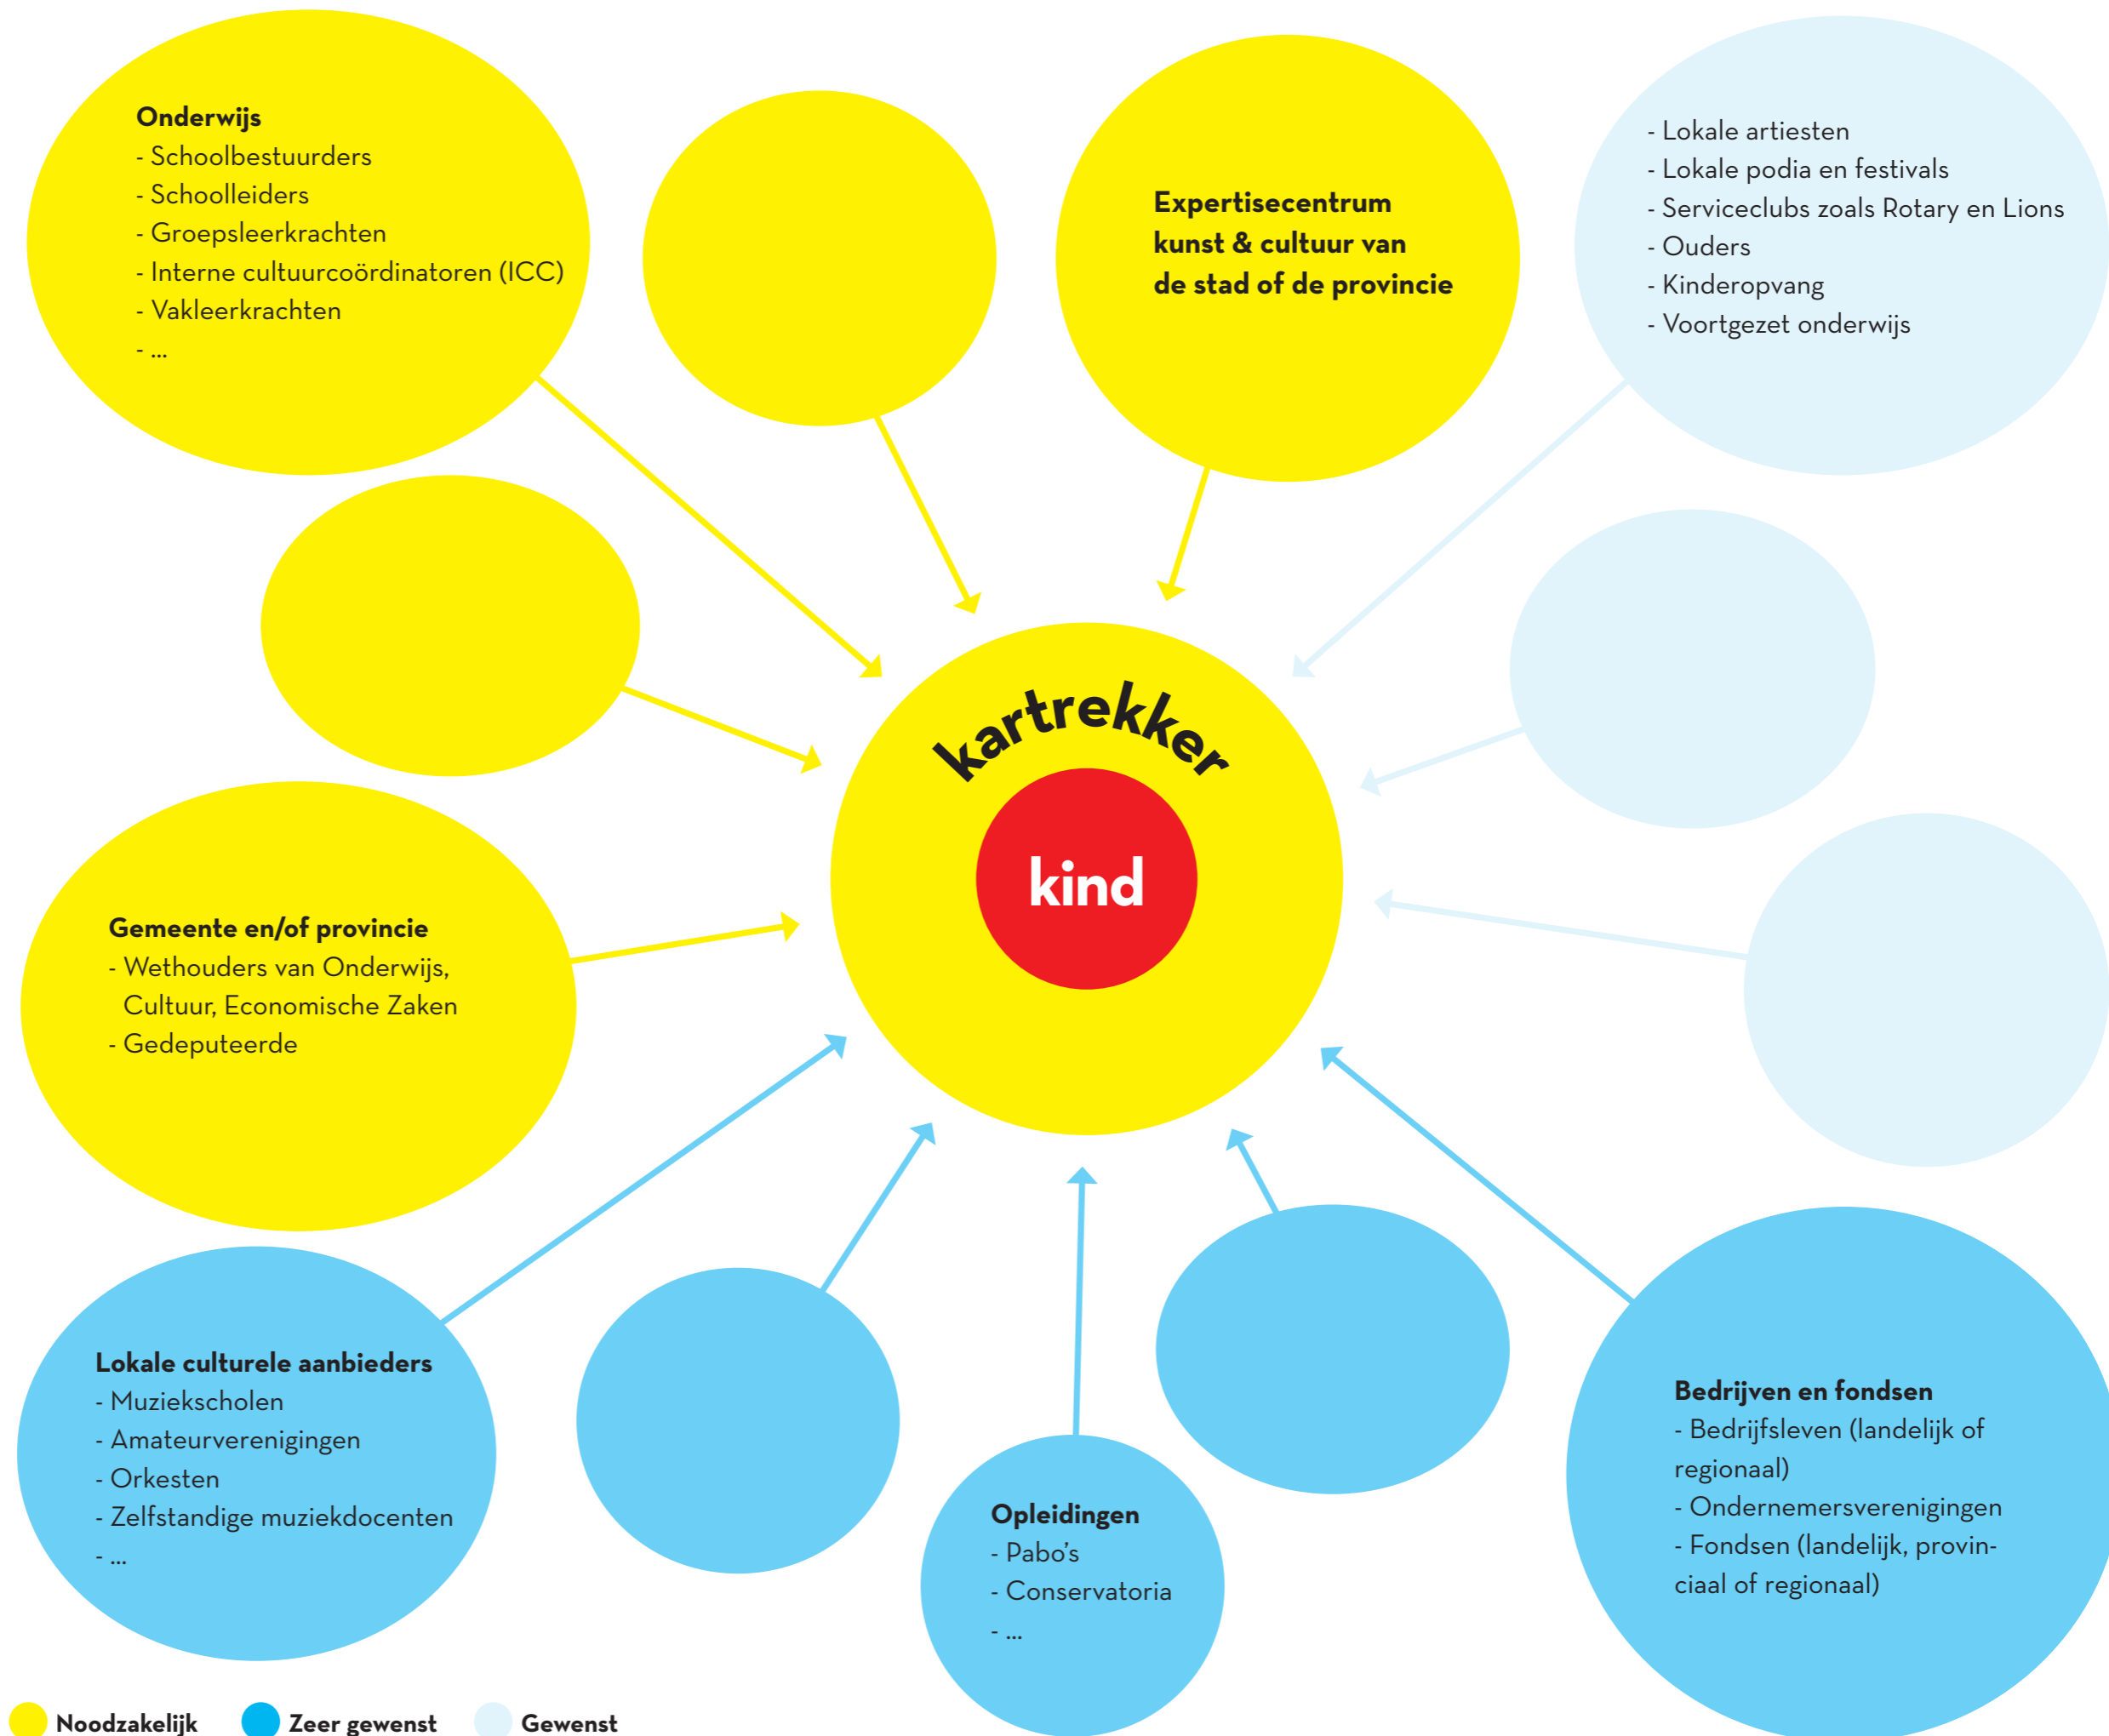 Onderwijs
- Schoolbestuurders
- Schoolleiders
- Groepsleerkrachten
- Interne cultuurcoördinatoren (ICC)
- Vakleerkrachten
- ...
Expertisecentrum
kunst & cultuur van
de stad of de provincie
- Lokale artiesten
- Lokale podia en festivals
- Serviceclubs zoals Rotary en Lions
- Ouders
- Kinderopvang
- Voortgezet onderwijs
kartrekker
kind
Gemeente en/of provincie
- Wethouders van Onderwijs,
Cultuur, Economische Zaken
- Gedeputeerde
Lokale culturele aanbieders
- Muziekscholen
- Amateurverenigingen
- Orkesten
- Zelfstandige muziekdocenten
- ...
Opleidingen
- Pabo's
- Conservatoria
- ...
Bedrijven en fondsen
- Bedrijfsleven (landelijk of
regionaal)
- Ondernemersverenigingen
- Fondsen (landelijk, provin-
ciaal of regionaal)
Noodzakelijk
Zeer gewenst
Gewenst